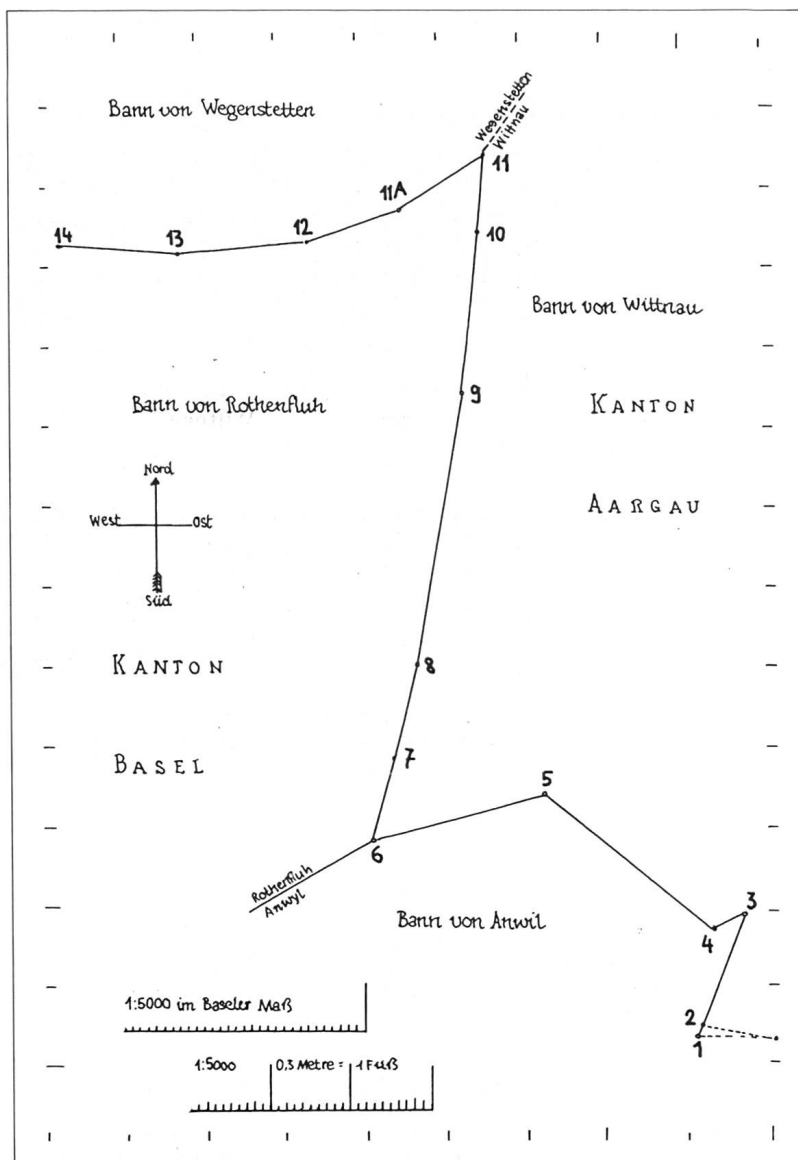 Bann von Wegenstetten
Wegenstetten
Wittnau
11
11A
14
13
12
10
Bann von Wittnau
9
Bann von Rothenfluh
KANTON
AARGAU
Nord
West
Ost
Süd
8
KANTON
BASEL
7
5
6
Rothenfluh
Anwyl
Bann von Anwil
3
4
2
1
1:5000 im Baseler Maß
1:5000 0.3 Metre = 1 Fuß